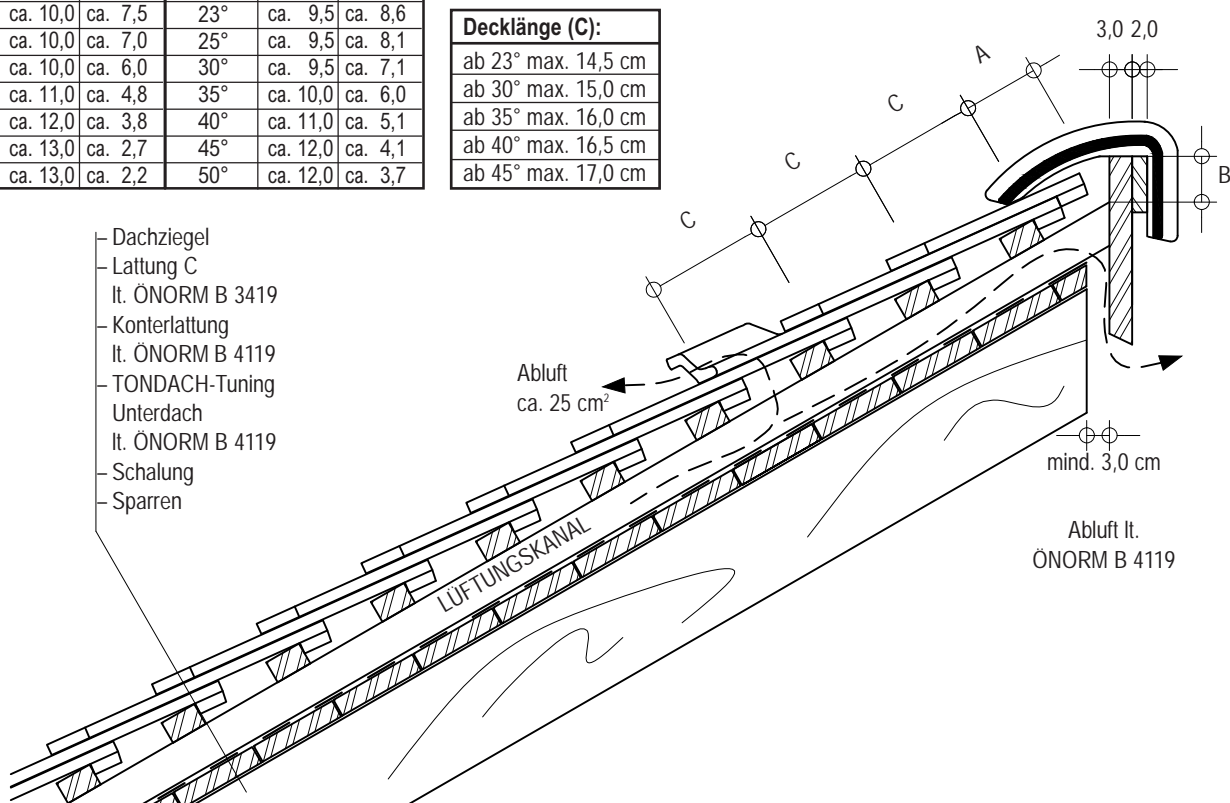 ca. 10,0 ca. 7,5 23° ca. 9,5 ca. 8,6
ca. 10,0 ca. 7,0 25° ca. 9,5 ca. 8,1
ca. 10,0 ca. 6,0 30° ca. 9,5 ca. 7,1
ca. 11,0 ca. 4,8 35° ca. 10,0 ca. 6,0
ca. 12,0 ca. 3,8 40° ca. 11,0 ca. 5,1
ca. 13,0 ca. 2,7 45° ca. 12,0 ca. 4,1
ca. 13,0 ca. 2,2 50° ca. 12,0 ca. 3,7
Decklänge (C):
ab 23° max. 14,5 cm
ab 30° max. 15,0 cm
ab 35° max. 16,0 cm
ab 40° max. 16,5 cm
ab 45° max. 17,0 cm
3,0 2,0
A
C
C
C
B
– Dachziegel
– Lattung C
lt. ÖNORM B 3419
– Konterlattung
lt. ÖNORM B 4119
– TONDACH-Tuning
Unterdach
lt. ÖNORM B 4119
– Schalung
– Sparren
Abluft
ca. 25 cm²
LÜFTUNGSKANAL
mind. 3,0 cm
Abluft lt.
ÖNORM B 4119